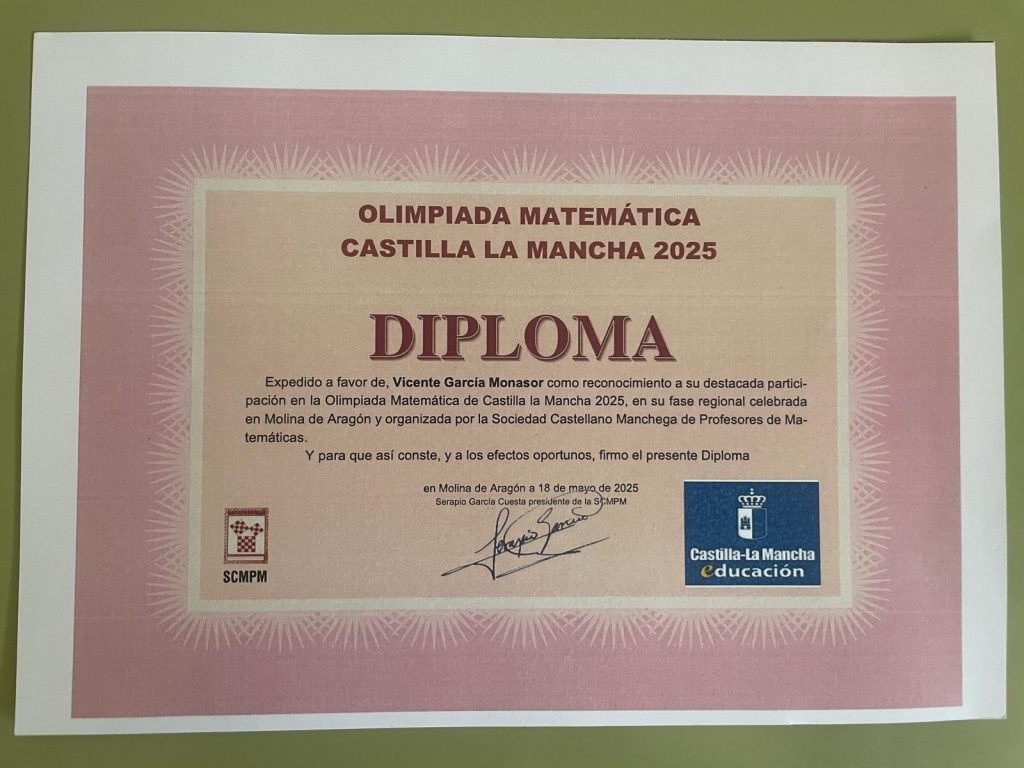 OLIMPIADA MATEMÁTICA
CASTILLA LA MANCHA 2025
DIPLOMA
Expedido a favor de, Vicente García Monasor como reconocimiento a su destacada partici-
pación en la Olimpiada Matemática de Castilla la Mancha 2025, en su fase regional celebrada
en Molina de Aragón y organizada por la Sociedad Castellano Manchega de Profesores de Ma-
temáticas.
Y para que así conste, y a los efectos oportunos, firmo el presente Diploma
en Molina de Aragón a 18 de mayo de 2025
Serapio García Cuesta presidente de la SCMPM
Serapio García
SCMPM
Castilla-La Mancha
educación